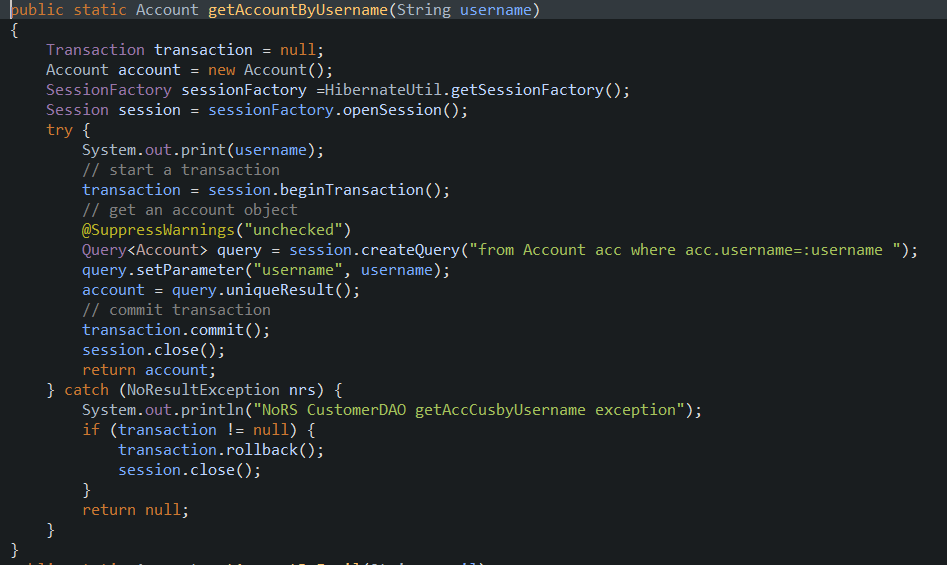 public static Account getAccountByUsername(String username)
{
    Transaction transaction = null;
    Account account = new Account();
    SessionFactory sessionFactory =HibernateUtil.getSessionFactory();
    Session session = sessionFactory.openSession();
    try {
        System.out.print(username);
        // start a transaction
        transaction = session.beginTransaction();
        // get an account object
        @SuppressWarnings("unchecked")
        Query<Account> query = session.createQuery("from Account acc where acc.username=:username ");
        query.setParameter("username", username);
        account = query.uniqueResult();
        // commit transaction
        transaction.commit();
        session.close();
        return account;
    } catch (NoResultException nrs) {
        System.out.println("NoRS CustomerDAO getAccCusbyUsername exception");
        if (transaction != null) {
            transaction.rollback();
            session.close();
        }
        return null;
    }
}